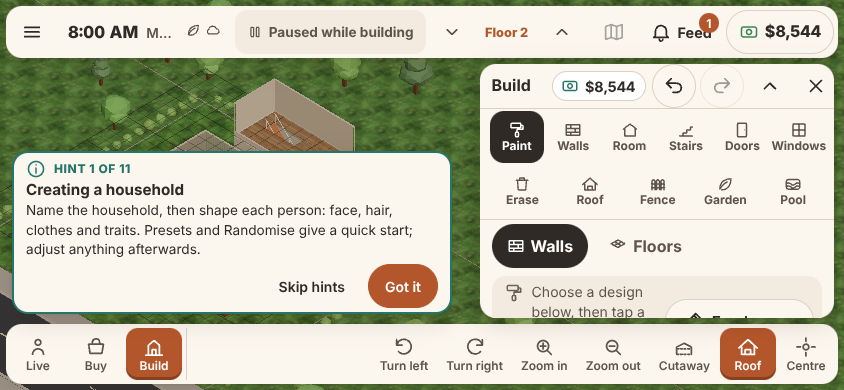 8:00 AM M... Paused while building Floor 2 Feed 1 $8,544
Build $8,544
Paint Walls Room Stairs Doors Windows
Erase Roof Fence Garden Pool
Walls Floors
Choose a design
below, then tap a
HINT 1 OF 11
Creating a household
Name the household, then shape each person: face, hair,
clothes and traits. Presets and Randomise give a quick start;
adjust anything afterwards.
Skip hints Got it
Live Buy Build Turn left Turn right Zoom in Zoom out Cutaway Roof Centre